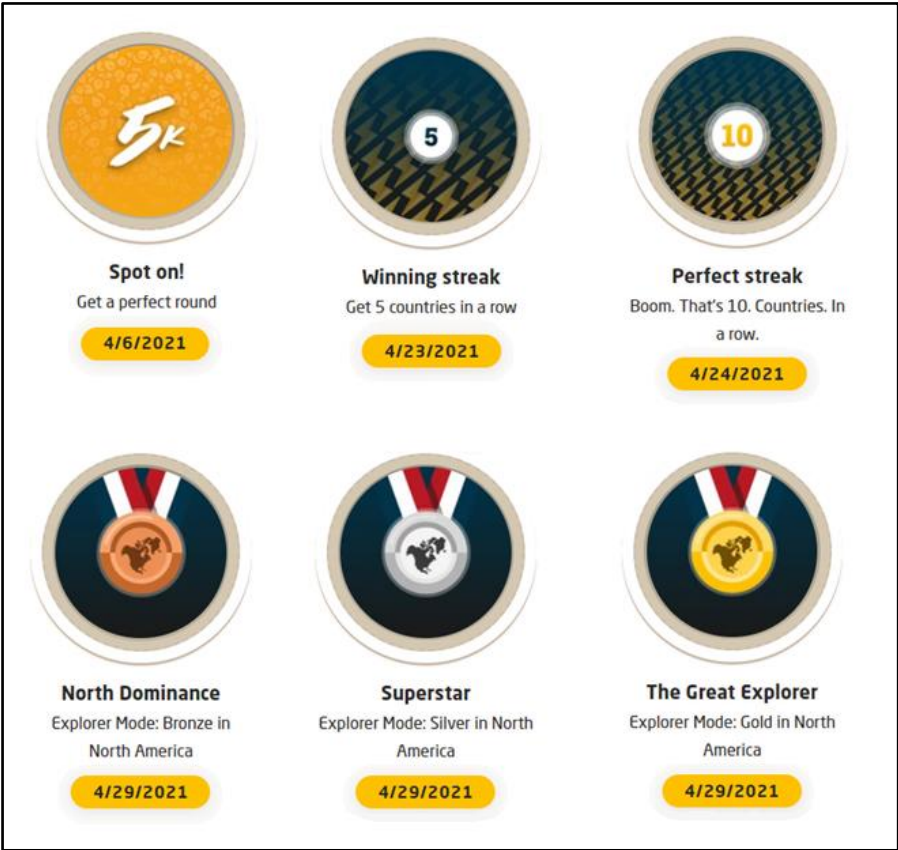 5K
5
10
Spot on!
Get a perfect round
4/6/2021
Winning streak
Get 5 countries in a row
4/23/2021
Perfect streak
Boom. That's 10. Countries. In
a row.
4/24/2021
North Dominance
Explorer Mode: Bronze in
North America
4/29/2021
Superstar
Explorer Mode: Silver in North
America
4/29/2021
The Great Explorer
Explorer Mode: Gold in North
America
4/29/2021